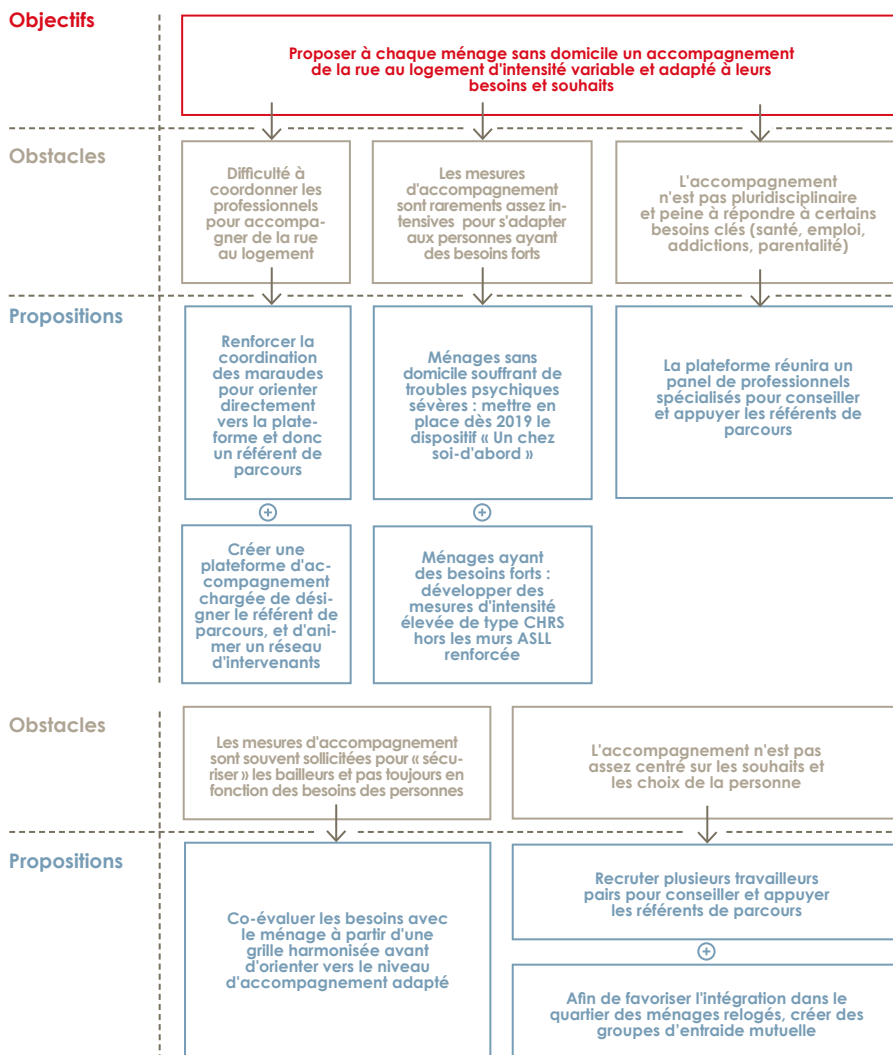 Objectifs
Proposer à chaque ménage sans domicile un accompagnement
de la rue au logement d'intensité variable et adapté à leurs
besoins et souhaits
Obstacles
Difficulté à
coordonner les
professionnels
pour accompa-
gner de la rue
au logement
Les mesures
d'accompagnement
sont rarements assez in-
tensives pour s'adapter
aux personnes ayant
des besoins forts
L'accompagnement
n'est pas pluridisciplinaire
et peine à répondre à certains
besoins clés (santé, emploi,
addictions, parentalité)
Propositions
Renforcer la
coordination
des maraudes
pour orienter
directement
vers la plate-
forme et donc
un référent de
parcours
Ménages sans
domicile souffrant de
troubles psychiques
sévères : mettre en
place dès 2019 le
dispositif « Un chez
soi-d'abord »
La plateforme réunira un
panel de professionnels
spécialisés pour conseiller
et appuyer les référents de
parcours
+
+
Créer une
plateforme d'ac-
compagnement
chargée de dési-
gner le référent de
parcours, et d'ani-
mer un réseau
d'intervenants
Ménages ayant
des besoins forts :
développer des
mesures d'intensité
élevée de type CHRS
hors les murs ASLL
renforcée
Obstacles
Les mesures d'accompagnement
sont souvent sollicitées pour « sécu-
riser » les bailleurs et pas toujours en
fonction des besoins des personnes
L'accompagnement n'est pas
assez centré sur les souhaits et
les choix de la personne
Propositions
Co-évaluer les besoins avec
le ménage à partir d'une
grille harmonisée avant
d'orienter vers le niveau
d'accompagnement adapté
Recruter plusieurs travailleurs
pairs pour conseiller et appuyer
les référents de parcours
+
Afin de favoriser l'intégration dans le
quartier des ménages relogés, créer des
groupes d'entraide mutuelle